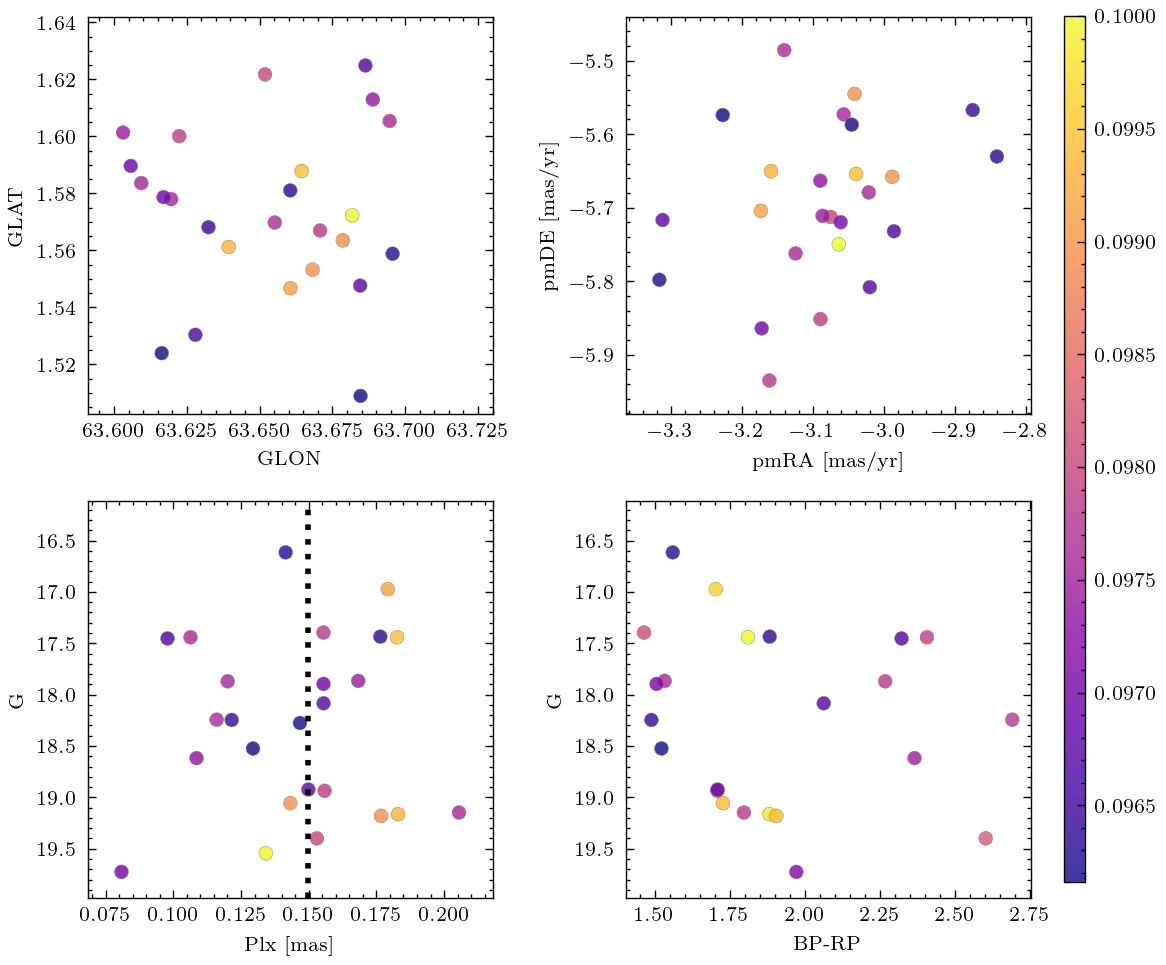 1.64
1.62
1.60
1.58
1.56
1.54
1.52
GLAT
63.600 63.625 63.650 63.675 63.700 63.725
GLON
−5.5
−5.6
−5.7
−5.8
−5.9
pmDE [mas/yr]
−3.3 −3.2 −3.1 −3.0 −2.9 −2.8
pmRA [mas/yr]
0.1000
0.0995
0.0990
0.0985
0.0980
0.0975
0.0970
0.0965
16.5
17.0
17.5
18.0
18.5
19.0
19.5
G
0.075 0.100 0.125 0.150 0.175 0.200
Plx [mas]
16.5
17.0
17.5
18.0
18.5
19.0
19.5
G
1.50 1.75 2.00 2.25 2.50 2.75
BP-RP